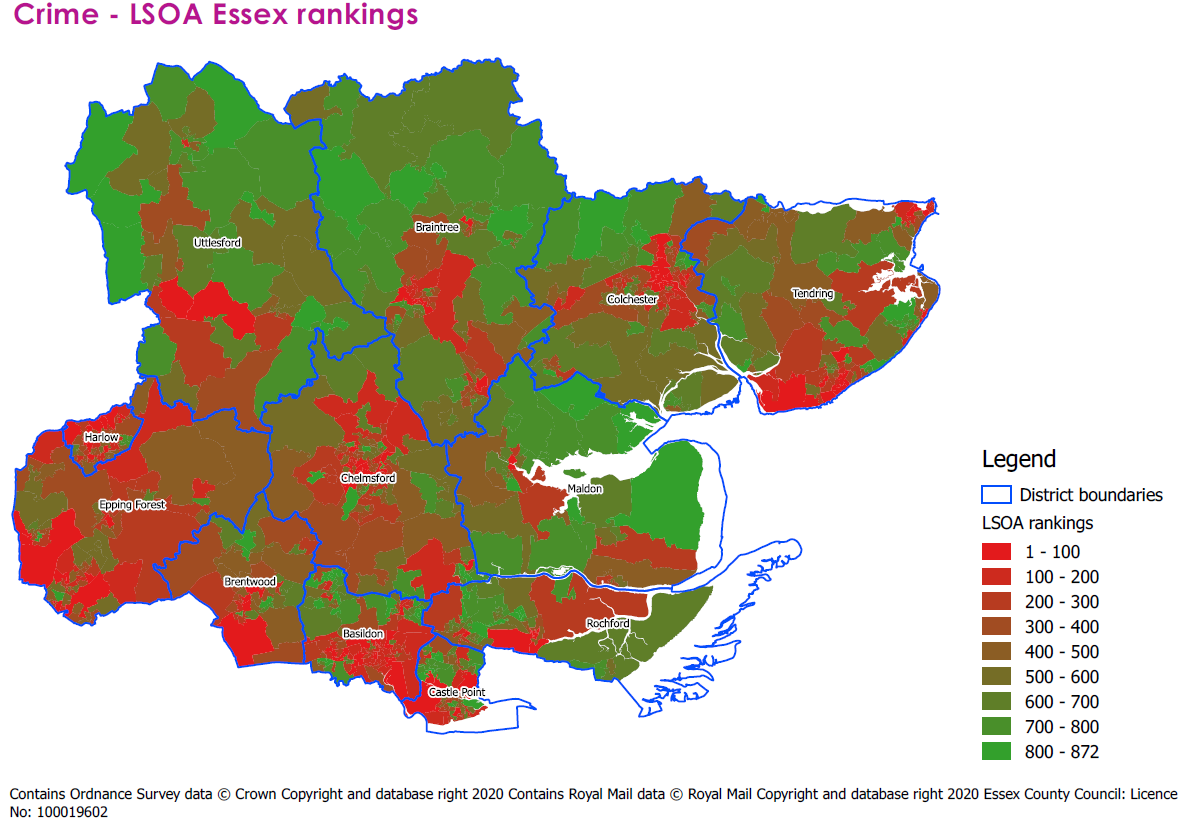 Crime - LSOA Essex rankings
Braintree
Uttlesford
Tendring
Colchester
Harlow
Chelmsford
Maldon
Epping Forest
Brentwood
Rochford
Basildon
Castle Point
Legend
District boundaries
LSOA rankings
1 - 100
100 - 200
200 - 300
300 - 400
400 - 500
500 - 600
600 - 700
700 - 800
800 - 872
Contains Ordnance Survey data © Crown Copyright and database right 2020 Contains Royal Mail data © Royal Mail Copyright and database right 2020 Essex County Council: Licence
No: 100019602